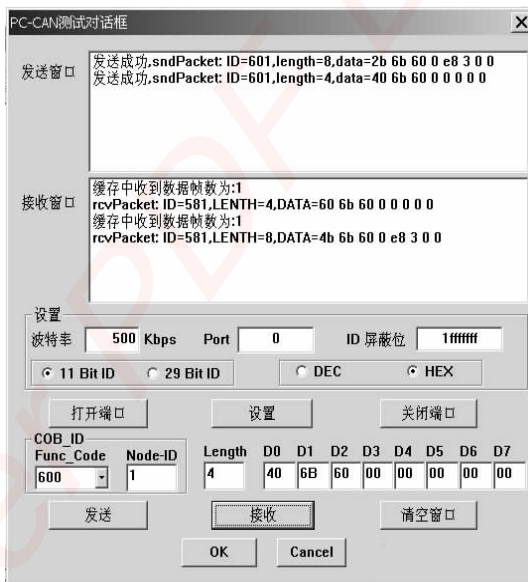 PC-CAN测试对话框
发送窗口
发送成功,sndPacket: ID=601,length=8,data=2b 6b 60 0 e8 3 0 0
发送成功,sndPacket: ID=601,length=4,data=40 6b 60 0 0 0 0 0
接收窗口
缓存中收到数据帧数为:1
rcvPacket: ID=581,LENTH=4,DATA=60 6b 60 0 0 0 0 0
缓存中收到数据帧数为:1
rcvPacket: ID=581,LENTH=8,DATA=4b 6b 60 0 e8 3 0 0
设置
波特率 500 Kbps Port 0 ID 屏蔽位 1fffffff
11 Bit ID 29 Bit ID DEC HEX
打开端口 设置 关闭端口
COB_ID
Func_Code Node-ID Length D0 D1 D2 D3 D4 D5 D6 D7
600 1 4 40 6B 60 00 00 00 00 00
发送 接收 清空窗口
OK Cancel